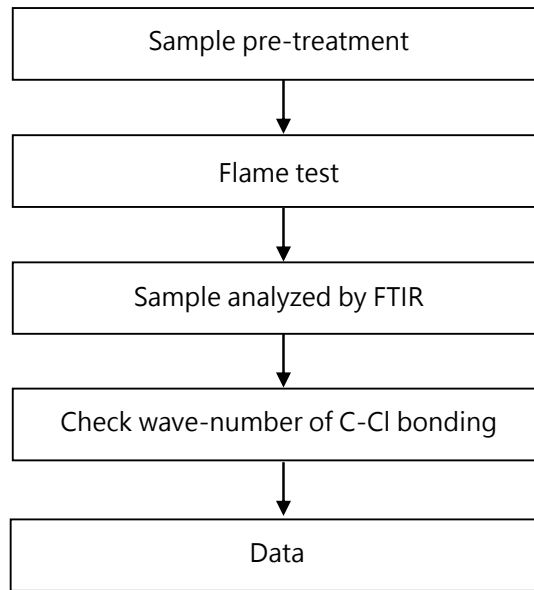 Sample pre-treatment
Flame test
Sample analyzed by FTIR
Check wave-number of C-Cl bonding
Data